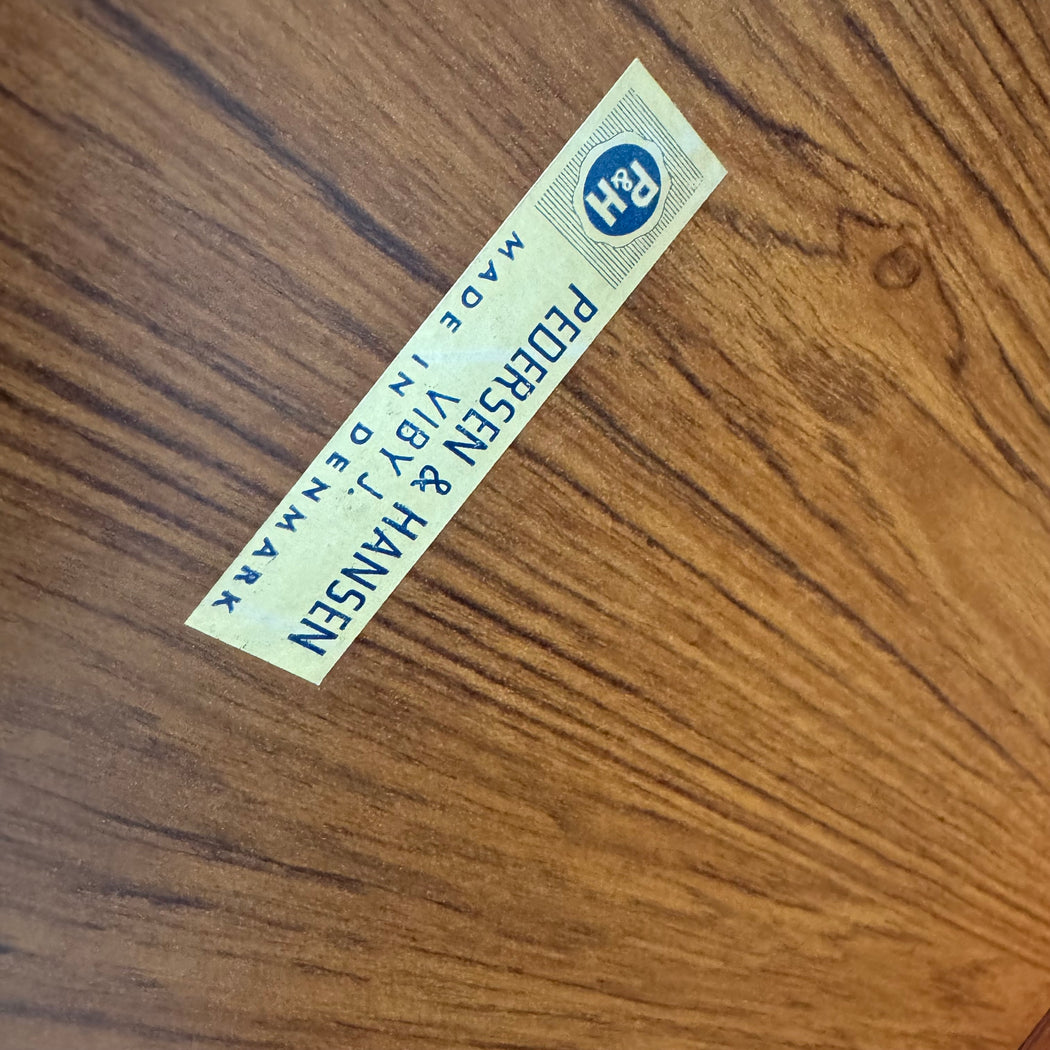 P&H
PEDERSEN & HANSEN
VIBY J.
MADE IN DENMARK